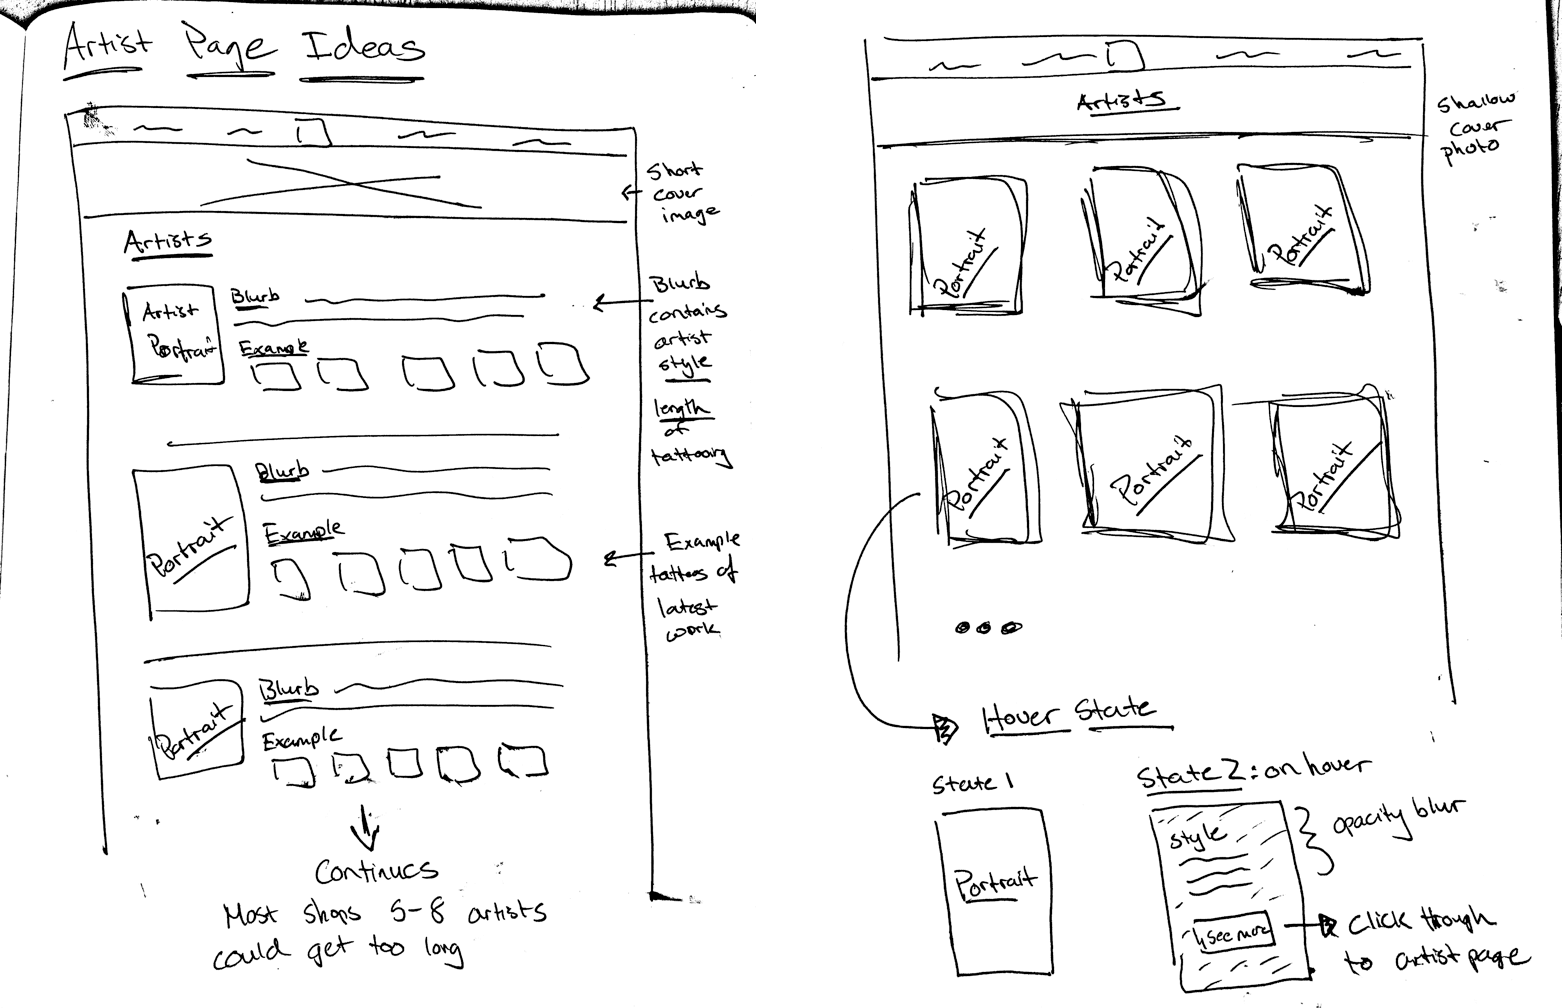 Artist Page Ideas
Short
cover
image
Artists
Artist
Portrait
Blurb
Example
Blurb
contains
artist
style
length
of
tattooing
Portrait
Blurb
Example
Example
tattoos of
latest
work
Portrait
Blurb
Example
Continues
Most shops 5-8 artists
could get too long
Artists
Shallow
cover
photo
Portrait
Portrait
Portrait
Portrait
Portrait
Portrait
Hover State
State 1
Portrait
State 2: on hover
style
opacity blur
see more
Click through
to artist page